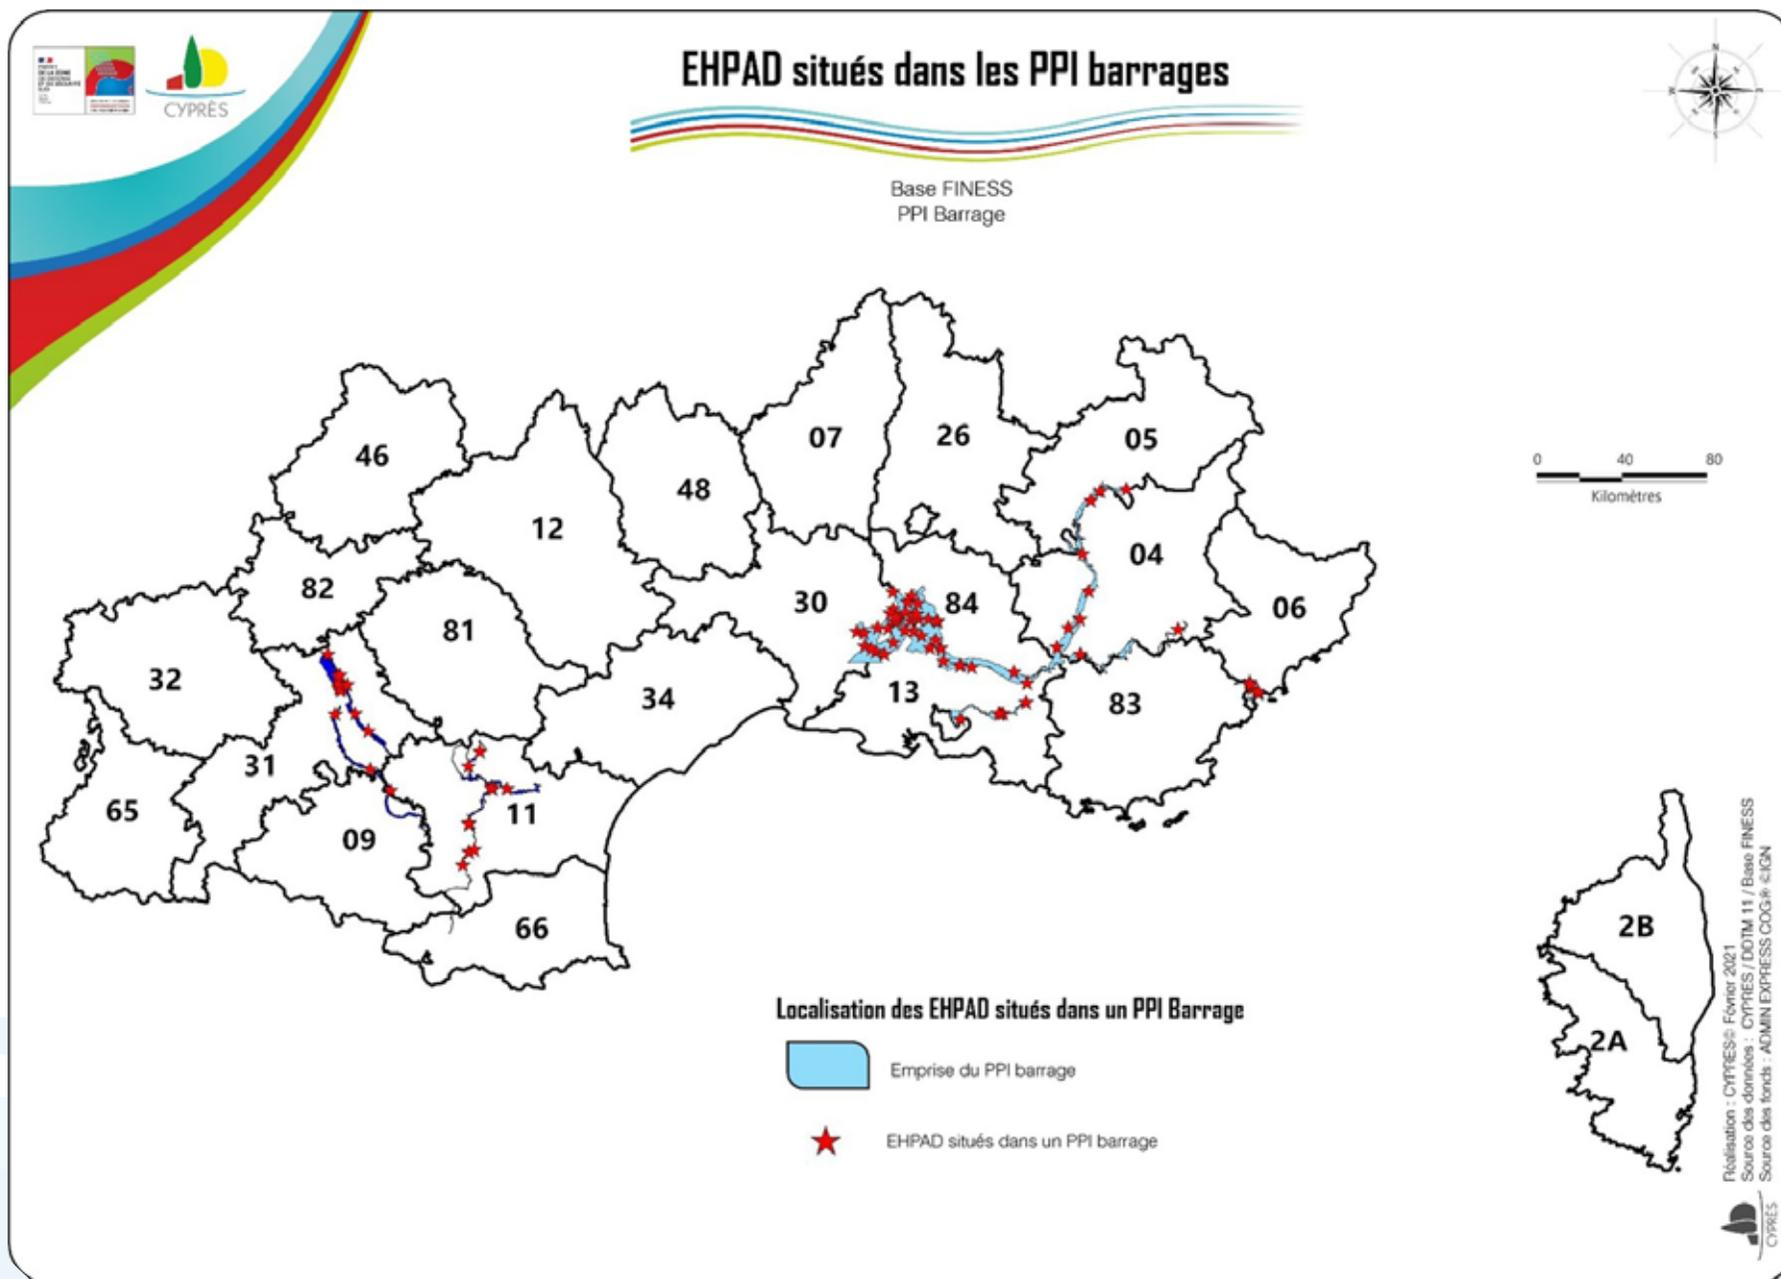 CYPRÈS
EHPAD situés dans les PPI barrages
Base FINESS
PPI Barrage
N
S
46
07
26
05
48
12
04
82
30
84
06
81
32
34
13
83
31
65
09
11
66
2B
2A
0 40 80
Kilomètres
Localisation des EHPAD situés dans un PPI Barrage
Emprise du PPI barrage
EHPAD situés dans un PPI barrage
Réalisation : CYPRES© Février 2021
Source des données : CYPRES / DDTM 11 / Base FINESS
Source des fonds : ADMIN EXPRESS COG® ©IGN
CYPRÈS